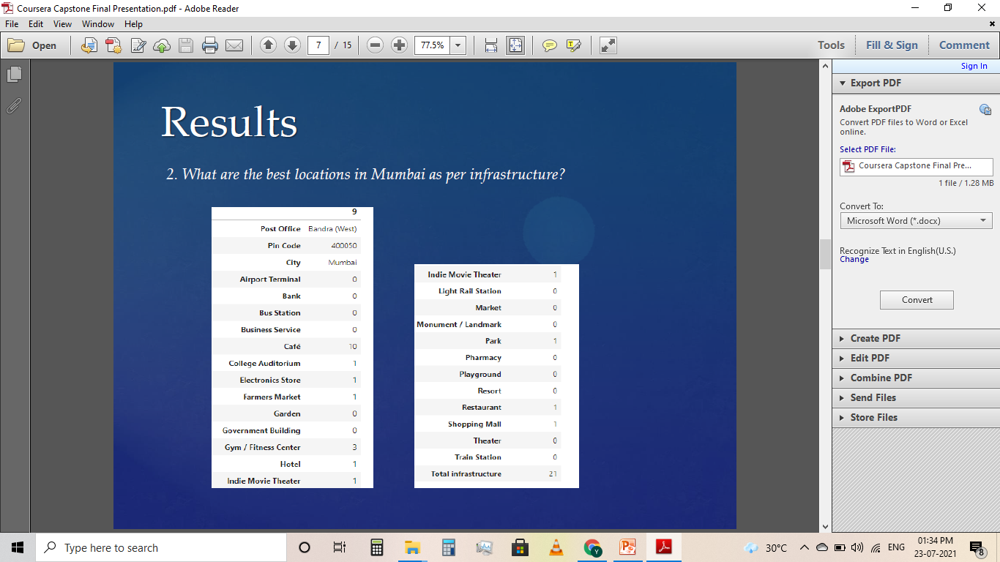 Coursera Capstone Final Presentation.pdf - Adobe Reader
File Edit View Window Help
Open 7 / 15 77.5% Tools Fill & Sign Comment
Sign In
Results
2. What are the best locations in Mumbai as per infrastructure?
9
Post Office Bandra (West)
Pin Code 400050
City Mumbai
Airport Terminal 0
Bank 0
Bus Station 0
Business Service 0
Café 10
College Auditorium 1
Electronics Store 1
Farmers Market 1
Garden 0
Government Building 0
Gym / Fitness Center 3
Hotel 1
Indie Movie Theater 1
Indie Movie Theater 1
Light Rail Station 0
Market 0
Monument / Landmark 0
Park 1
Pharmacy 0
Playground 0
Resort 0
Restaurant 1
Shopping Mall 1
Theater 0
Train Station 0
Total infrastructure 21
Export PDF
Adobe ExportPDF
Convert PDF files to Word or Excel
online.
Select PDF File:
Coursera Capstone Final Pre...
1 file / 1.28 MB
Convert To:
Microsoft Word (*.docx)
Recognize Text in English(U.S.)
Change
Convert
Create PDF
Edit PDF
Combine PDF
Send Files
Store Files
Type here to search
30°C ENG 01:34 PM
23-07-2021
8